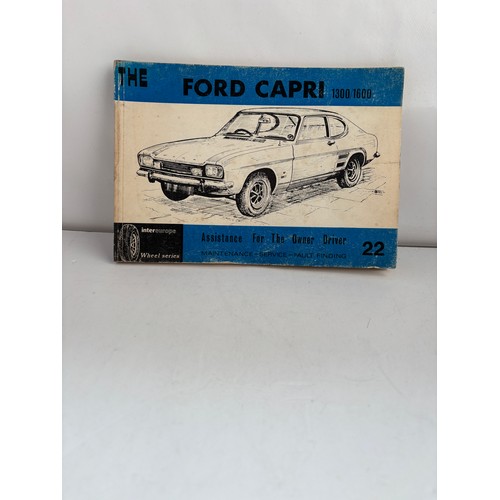 THE FORD CAPRI 1300/1600
intereurope
Wheel series
Assistance For The Owner Driver
MAINTENANCE - SERVICE - FAULT FINDING
22